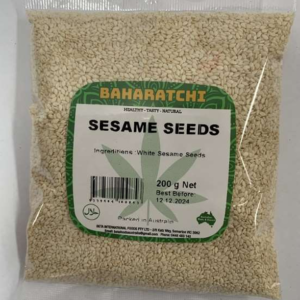 BAHARATCHI
HEALTHY - TASTY - NATURAL
SESAME SEEDS
Ingreditiens : White Sesame Seeds
200 g Net
Best Before:
12.12.2024
Packed in Australia